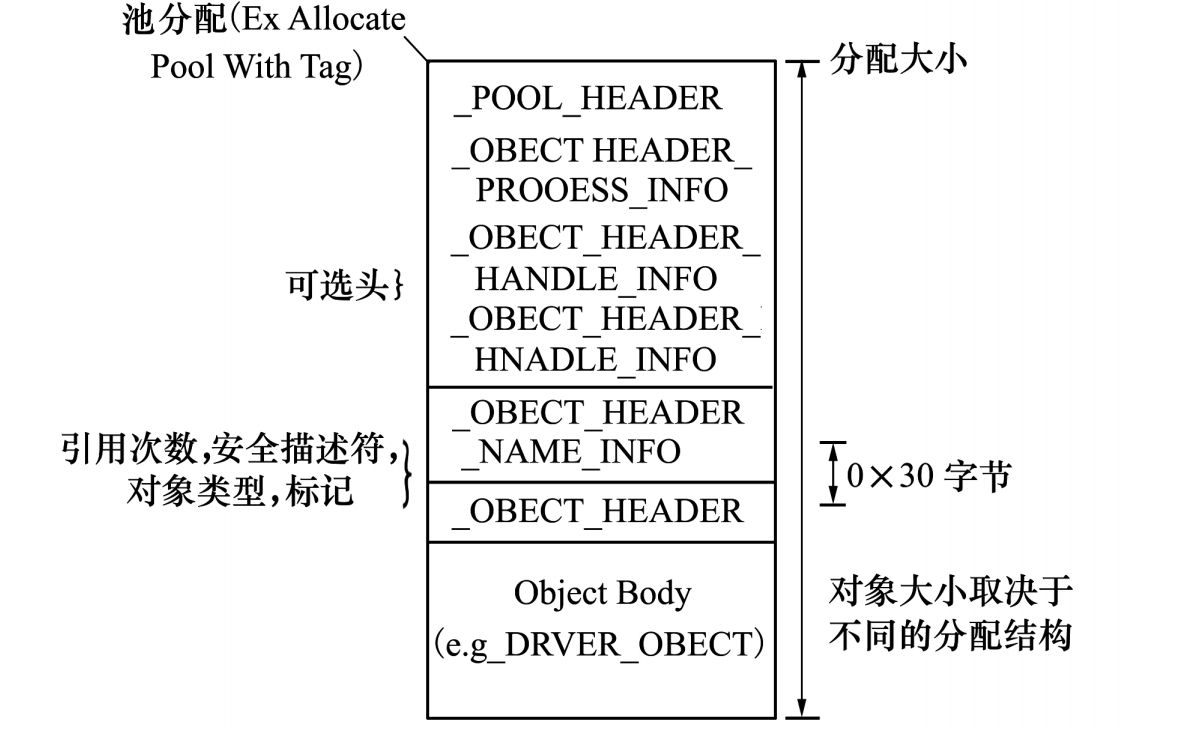 池分配(Ex Allocate
Pool With Tag)
分配大小
_POOL_HEADER
_OBECT HEADER_
PROOESS_INFO
_OBECT_HEADER_
HANDLE_INFO
_OBECT_HEADER_
HNADLE_INFO
可选头}
_OBECT_HEADER
_NAME_INFO
引用次数,安全描述符,
对象类型,标记
0×30 字节
_OBECT_HEADER
Object Body
(e.g_DRVER_OBECT)
对象大小取决于
不同的分配结构